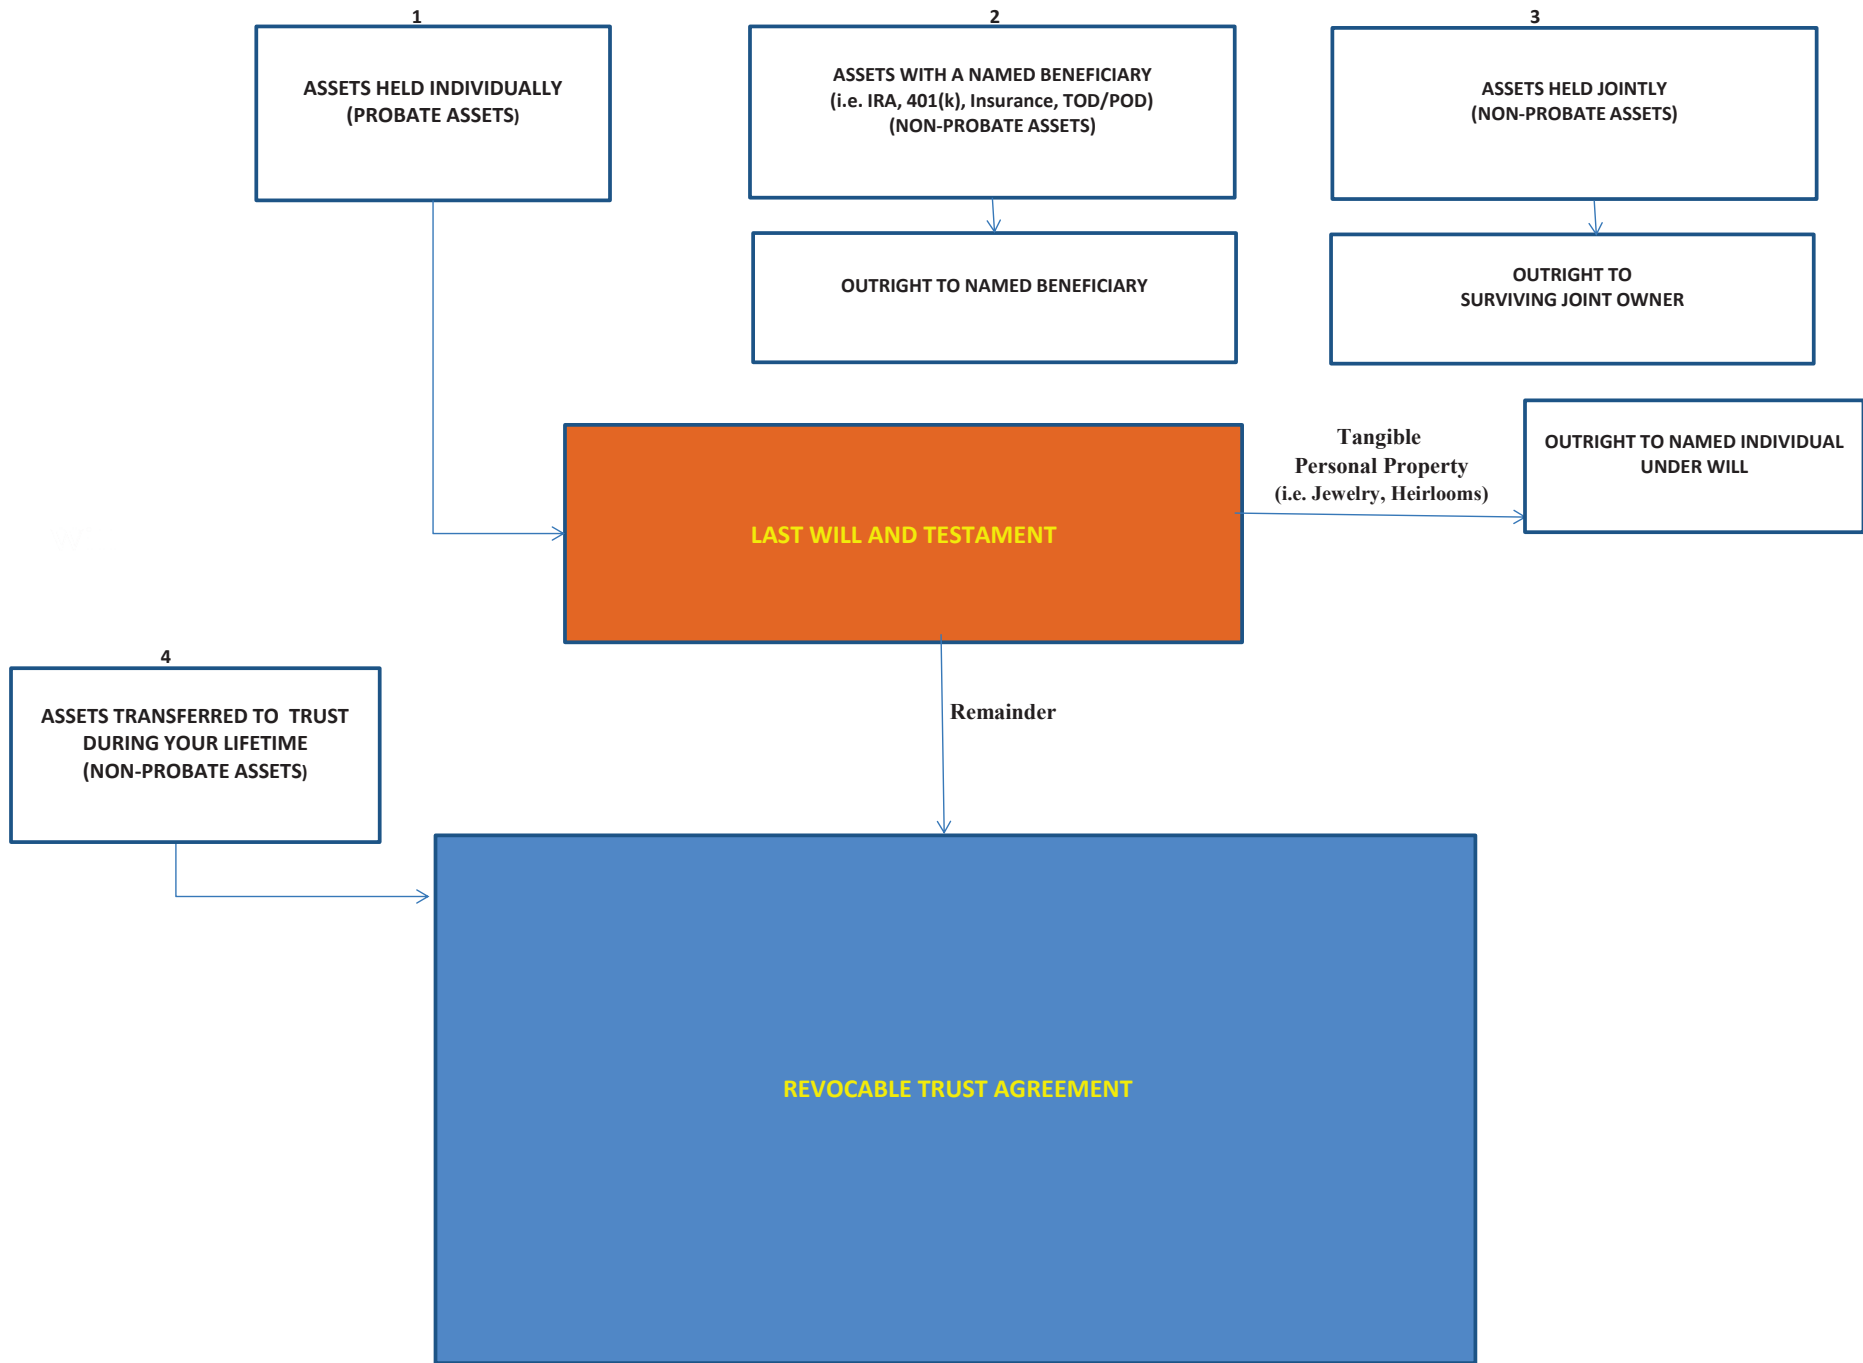 1
ASSETS HELD INDIVIDUALLY
(PROBATE ASSETS)
2
ASSETS WITH A NAMED BENEFICIARY
(i.e. IRA, 401(k), Insurance, TOD/POD)
(NON-PROBATE ASSETS)
3
ASSETS HELD JOINTLY
(NON-PROBATE ASSETS)
OUTRIGHT TO NAMED BENEFICIARY
OUTRIGHT TO
SURVIVING JOINT OWNER
LAST WILL AND TESTAMENT
Tangible
Personal Property
(i.e. Jewelry, Heirlooms)
OUTRIGHT TO NAMED INDIVIDUAL
UNDER WILL
4
ASSETS TRANSFERRED TO TRUST
DURING YOUR LIFETIME
(NON-PROBATE ASSETS)
Remainder
REVOCABLE TRUST AGREEMENT